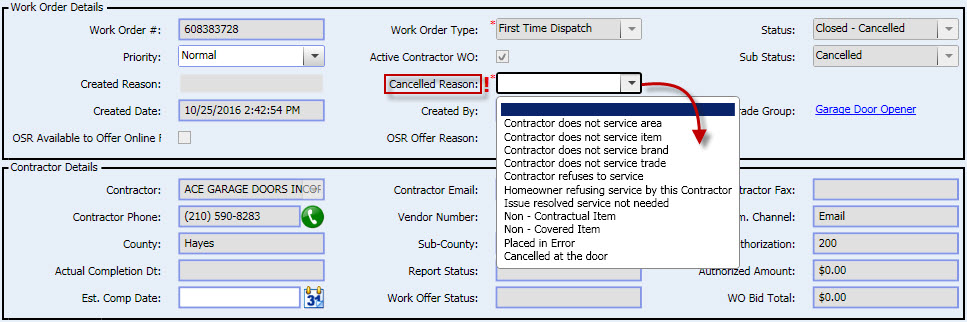 Work Order Details
Work Order #: 608383728 Work Order Type: * First Time Dispatch Status: Closed - Cancelled
Priority: Normal Active Contractor WO: Sub Status: Cancelled
Created Reason: Cancelled Reason: ! *
Created Date: 10/25/2016 2:42:54 PM Created By: ade Group: Garage Door Opener
OSR Available to Offer Online F OSR Offer Reason:
Contractor does not service area
Contractor does not service item
Contractor does not service brand
Contractor does not service trade
Contractor refuses to service
Homeowner refusing service by this Contractor
Issue resolved service not needed
Non - Contractual Item
Non - Covered Item
Placed in Error
Cancelled at the door
Contractor Details
Contractor: ACE GARAGE DOORS INCOR Contractor Email: tractor Fax:
Contractor Phone: (210) 590-8283 Vendor Number: m. Channel: Email
County: Hayes Sub-County: uthorization: 200
Actual Completion Dt: Report Status: Authorized Amount: $0.00
Est. Comp Date: 31 Work Offer Status: WO Bid Total: $0.00